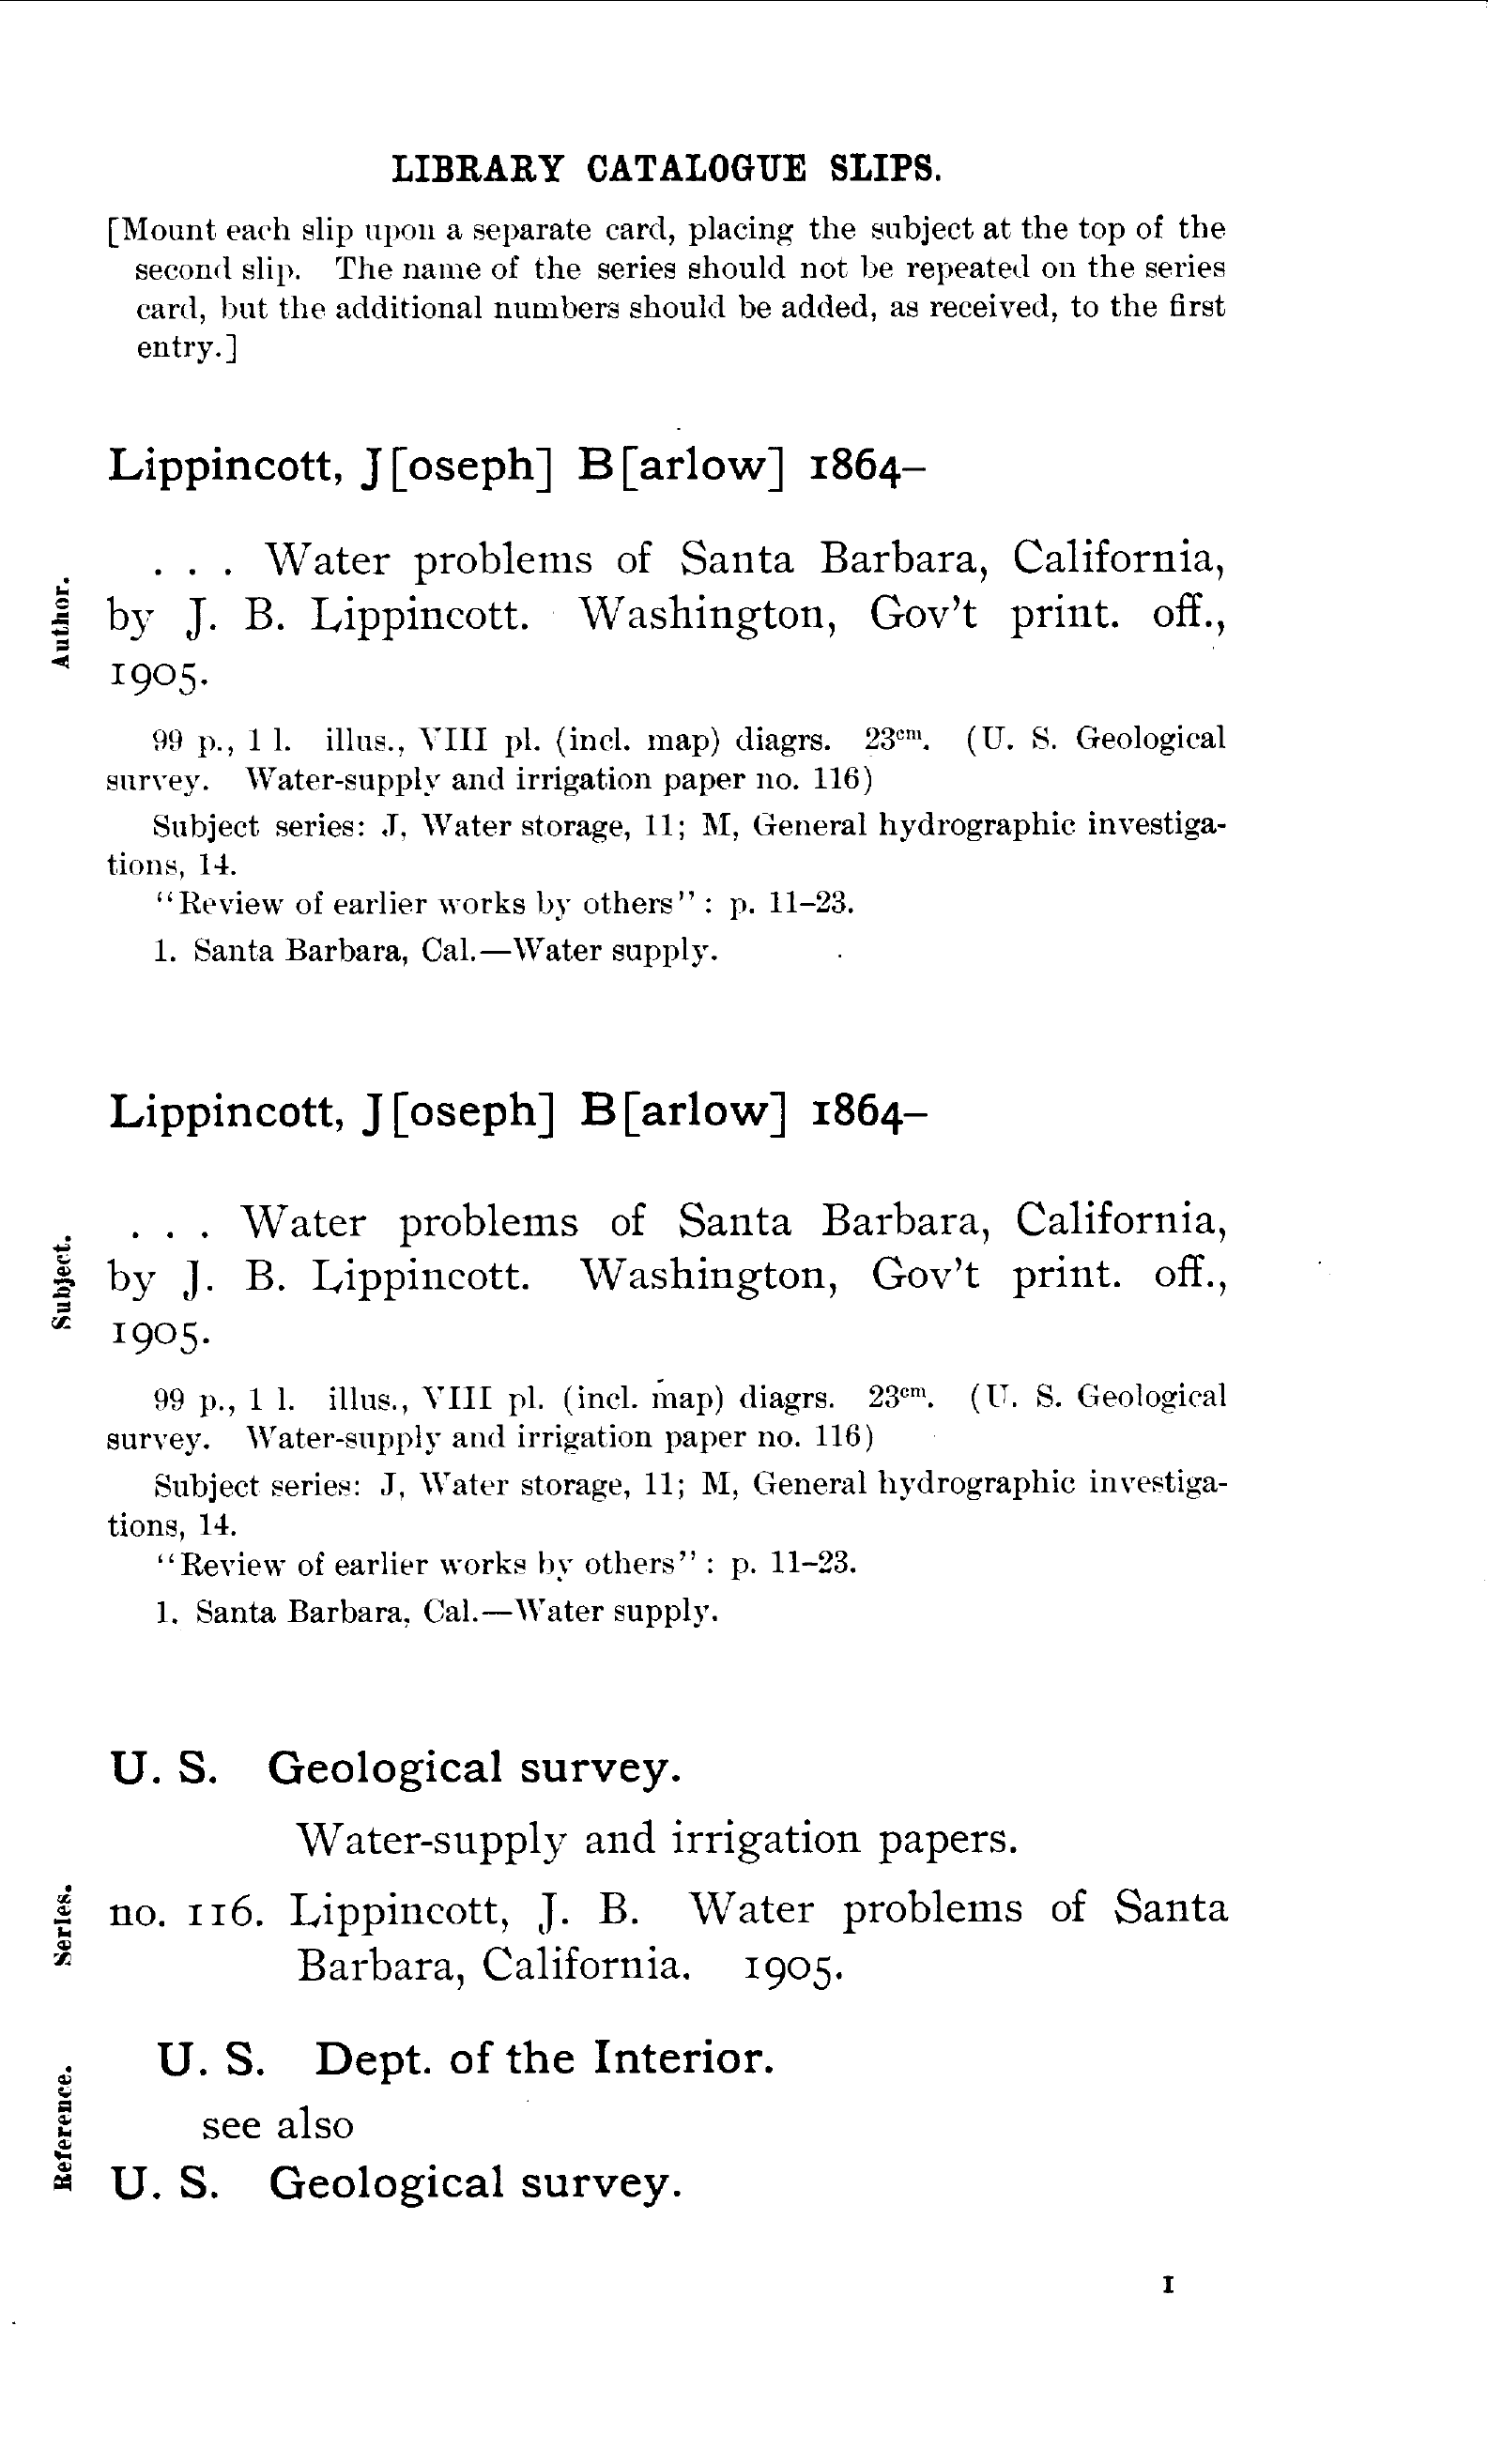 LIBRARY CATALOGUE SLIPS.
[Mount each slip upon a separate card, placing the subject at the top of the
second slip. The name of the series should not be repeated on the series
card, but the additional numbers should be added, as received, to the first
entry.]
Lippincott, J[oseph] B[arlow] 1864–
Author.
. . . Water problems of Santa Barbara, California,
by J. B. Lippincott. Washington, Gov't print. off.,
1905.
99 p., 1 l. illus., VIII pl. (incl. map) diagrs. 23cm. (U. S. Geological
survey. Water-supply and irrigation paper no. 116)
Subject series: J, Water storage, 11; M, General hydrographic investiga-
tions, 14.
"Review of earlier works by others": p. 11–23.
1. Santa Barbara, Cal.—Water supply.
Lippincott, J[oseph] B[arlow] 1864–
Subject.
. . . Water problems of Santa Barbara, California,
by J. B. Lippincott. Washington, Gov't print. off.,
1905.
99 p., 1 l. illus., VIII pl. (incl. map) diagrs. 23cm. (U. S. Geological
survey. Water-supply and irrigation paper no. 116)
Subject series: J, Water storage, 11; M, General hydrographic investiga-
tions, 14.
"Review of earlier works by others": p. 11–23.
1. Santa Barbara, Cal.—Water supply.
U. S. Geological survey.
Water-supply and irrigation papers.
Series.
no. 116. Lippincott, J. B. Water problems of Santa
Barbara, California. 1905.
Reference.
U. S. Dept. of the Interior.
see also
U. S. Geological survey.
I